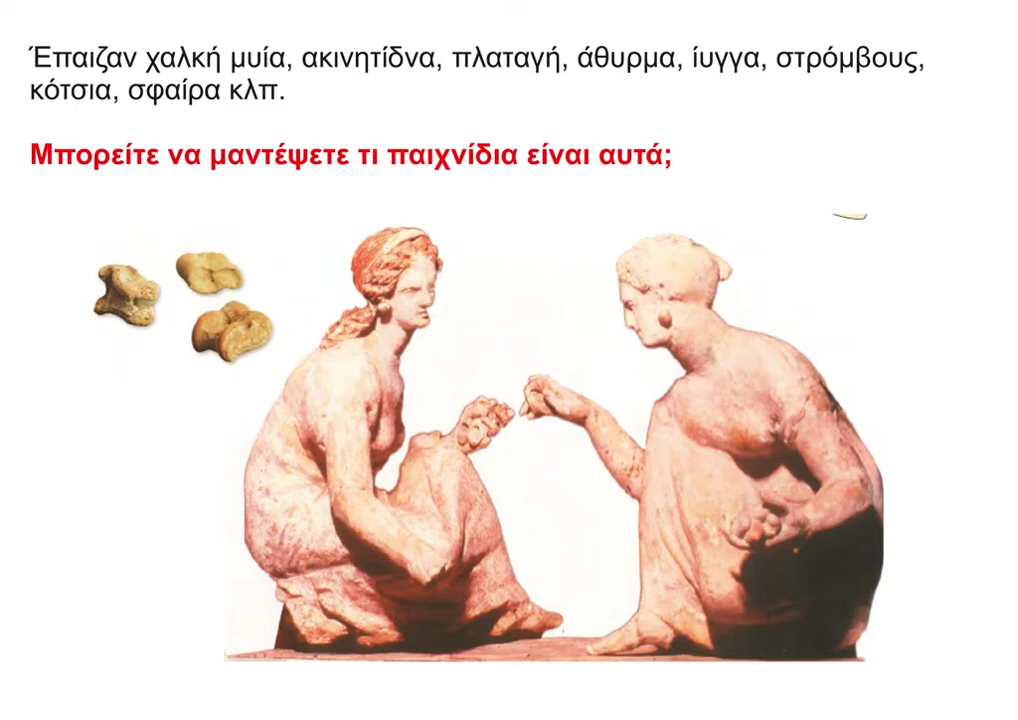 Έπαιζαν χαλκή μυία, ακινητίδνα, πλαταγή, άθυρμα, ίυγγα, στρόμβους,
κότσια, σφαίρα κλπ.
Μπορείτε να μαντέψετε τι παιχνίδια είναι αυτά;